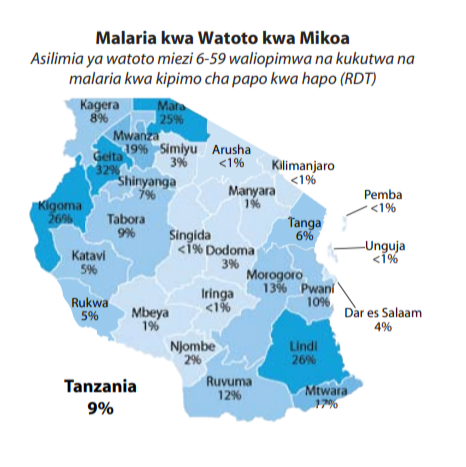 Malaria kwa Watoto kwa Mikoa
Asilimia ya watoto miezi 6-59 waliopimwa na kukutwa na
malaria kwa kipimo cha papo kwa hapo (RDT)
Kagera
8%
Mara
25%
Mwanza
19%
Simiyu
3%
Arusha
<1%
Geita
32%
Kilimanjaro
<1%
Shinyanga
7%
Manyara
1%
Pemba
<1%
Kigoma
26%
Tabora
9%
Tanga
6%
Singida
<1%
Dodoma
3%
Unguja
<1%
Katavi
5%
Morogoro
13%
Pwani
10%
Rukwa
5%
Iringa
<1%
Mbeya
1%
Dar es Salaam
4%
Njombe
2%
Lindi
26%
Tanzania
9%
Ruvuma
12%
Mtwara
17%